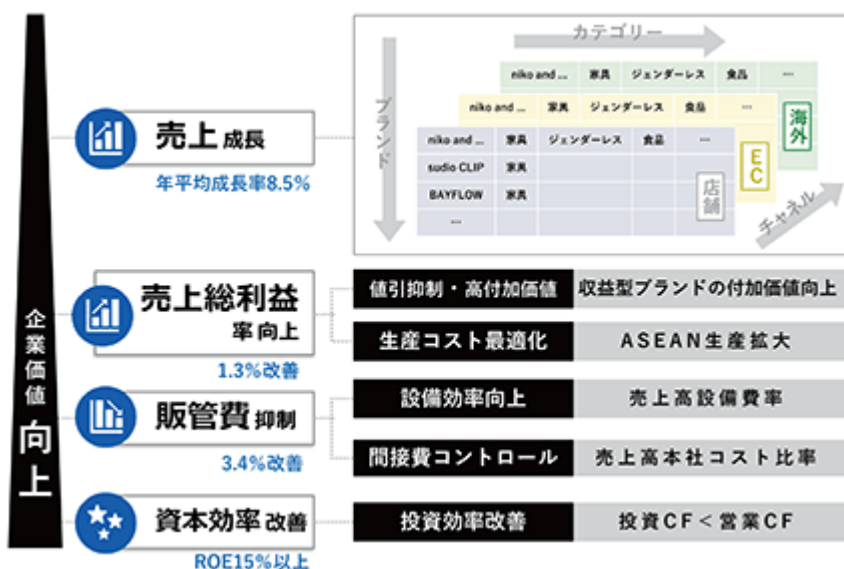 企業価値向上
売上成長
年平均成長率8.5%
カテゴリー
ブランド
チャネル
niko and ... 家具 ジェンダーレス 食品 ...
海外
niko and ... 家具 ジェンダーレス 食品 ...
EC
niko and ... 家具 ジェンダーレス 食品 ...
sudio CLIP 家具
BAYFLOW 家具
...
店舗
売上総利益
率向上
1.3%改善
値引抑制・高付加価値 収益型ブランドの付加価値向上
生産コスト最適化 ASEAN生産拡大
販管費抑制
3.4%改善
設備効率向上 売上高設備費率
間接費コントロール 売上高本社コスト比率
資本効率改善
ROE15%以上
投資効率改善 投資CF<営業CF